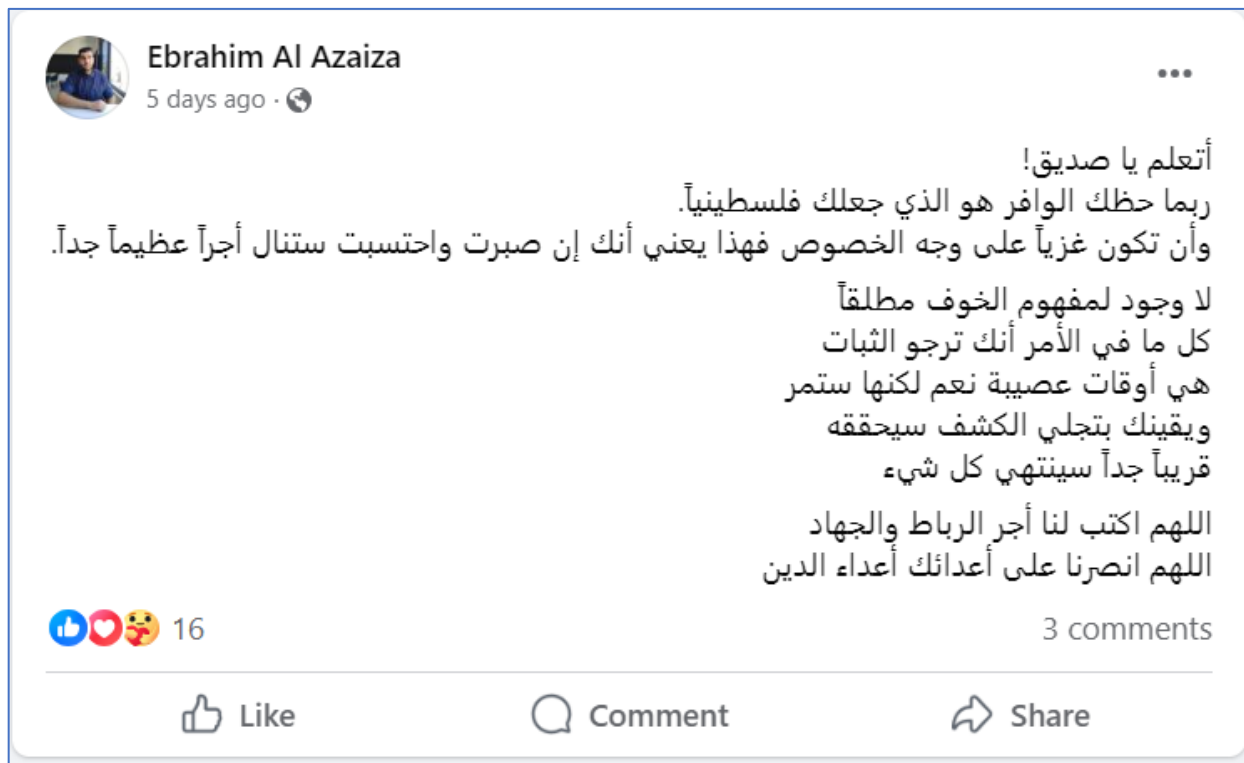 Ebrahim Al Azaiza
5 days ago ·
أتعلم يا صديق!
ربما حظك الوافر هو الذي جعلك فلسطينياً.
وأن تكون غزياً على وجه الخصوص فهذا يعني أنك إن صبرت واحتسبت ستنال أجراً عظيماً جداً.
لا وجود لمفهوم الخوف مطلقاً
كل ما في الأمر أنك ترجو الثبات
هي أوقات عصيبة نعم لكنها ستمر
ويقينك بتجلي الكشف سيحققه
قريباً جداً سينتهي كل شيء
اللهم اكتب لنا أجر الرباط والجهاد
اللهم انصرنا على أعدائك أعداء الدين
16
3 comments
Like
Comment
Share